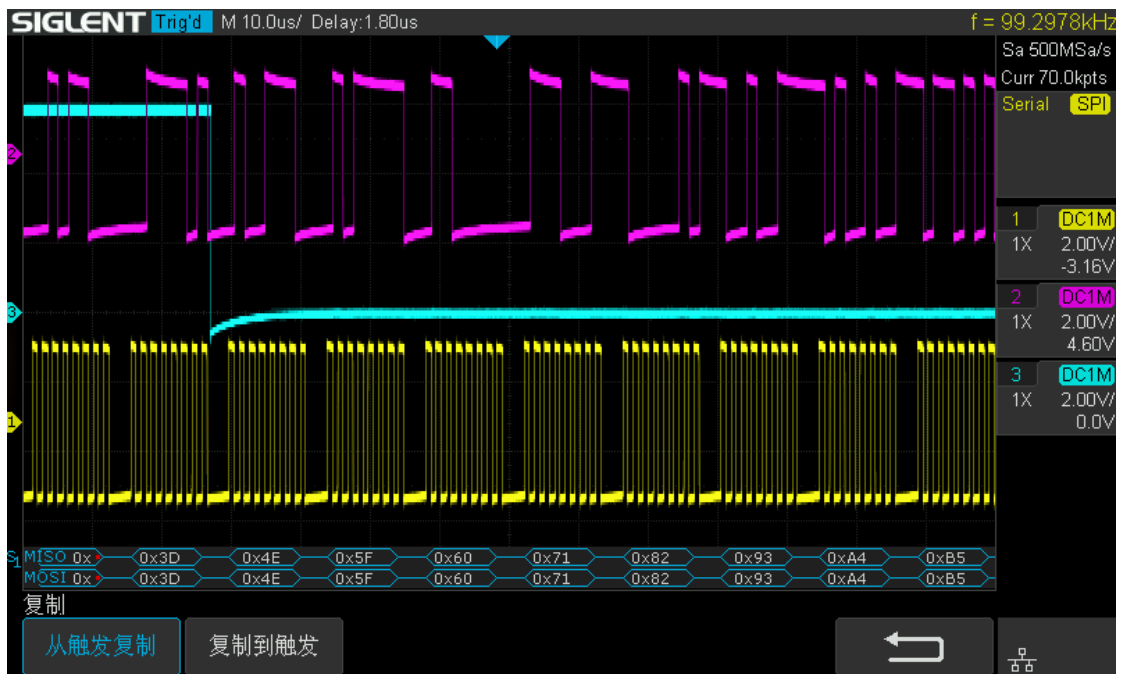 SIGLENT Trig'd M 10.0us/ Delay:1.80us f = 99.2978kHz
Sa 500MSa/s
Curr 70.0kpts
Serial SPI
1 DC1M
1X 2.00V/
-3.16V
2 DC1M
1X 2.00V/
4.60V
3 DC1M
1X 2.00V/
0.0V
2
3
1
S1 MISO 0x 0x3D 0x4E 0x5F 0x60 0x71 0x82 0x93 0xA4 0xB5
MOSI 0x 0x3D 0x4E 0x5F 0x60 0x71 0x82 0x93 0xA4 0xB5
复制
从触发复制 复制到触发